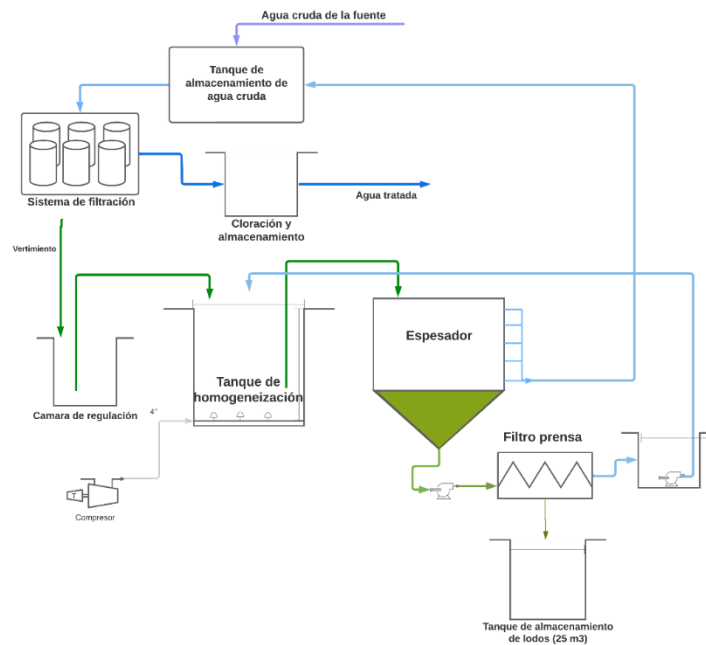 Agua cruda de la fuente
Tanque de
almacenamiento de
agua cruda
Sistema de filtración
Cloración y
almacenamiento
Agua tratada
Vertimiento
Espesador
Tanque de
homogeneización
Camara de regulación
4"
Filtro prensa
T
Compresor
Tanque de almacenamiento
de lodos (25 m3)